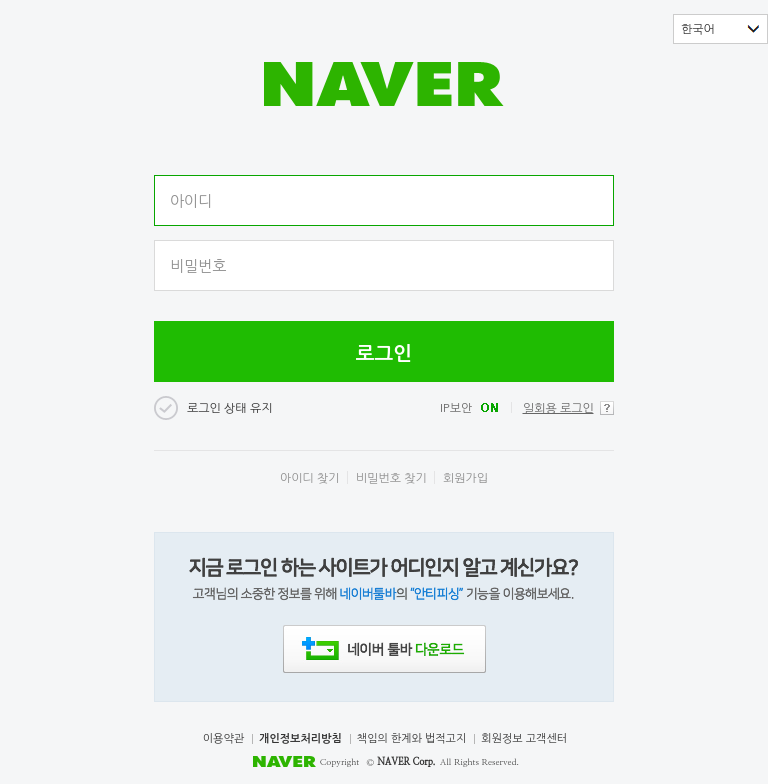 한국어
NAVER
아이디
비밀번호
로그인
로그인 상태 유지 IP보안 ON 일회용 로그인 ?
아이디 찾기 비밀번호 찾기 회원가입
지금 로그인 하는 사이트가 어디인지 알고 계신가요?
고객님의 소중한 정보를 위해 네이버툴바의 “안티피싱” 기능을 이용해보세요.
네이버 툴바 다운로드
이용약관 개인정보처리방침 책임의 한계와 법적고지 회원정보 고객센터
NAVER Copyright © NAVER Corp. All Rights Reserved.